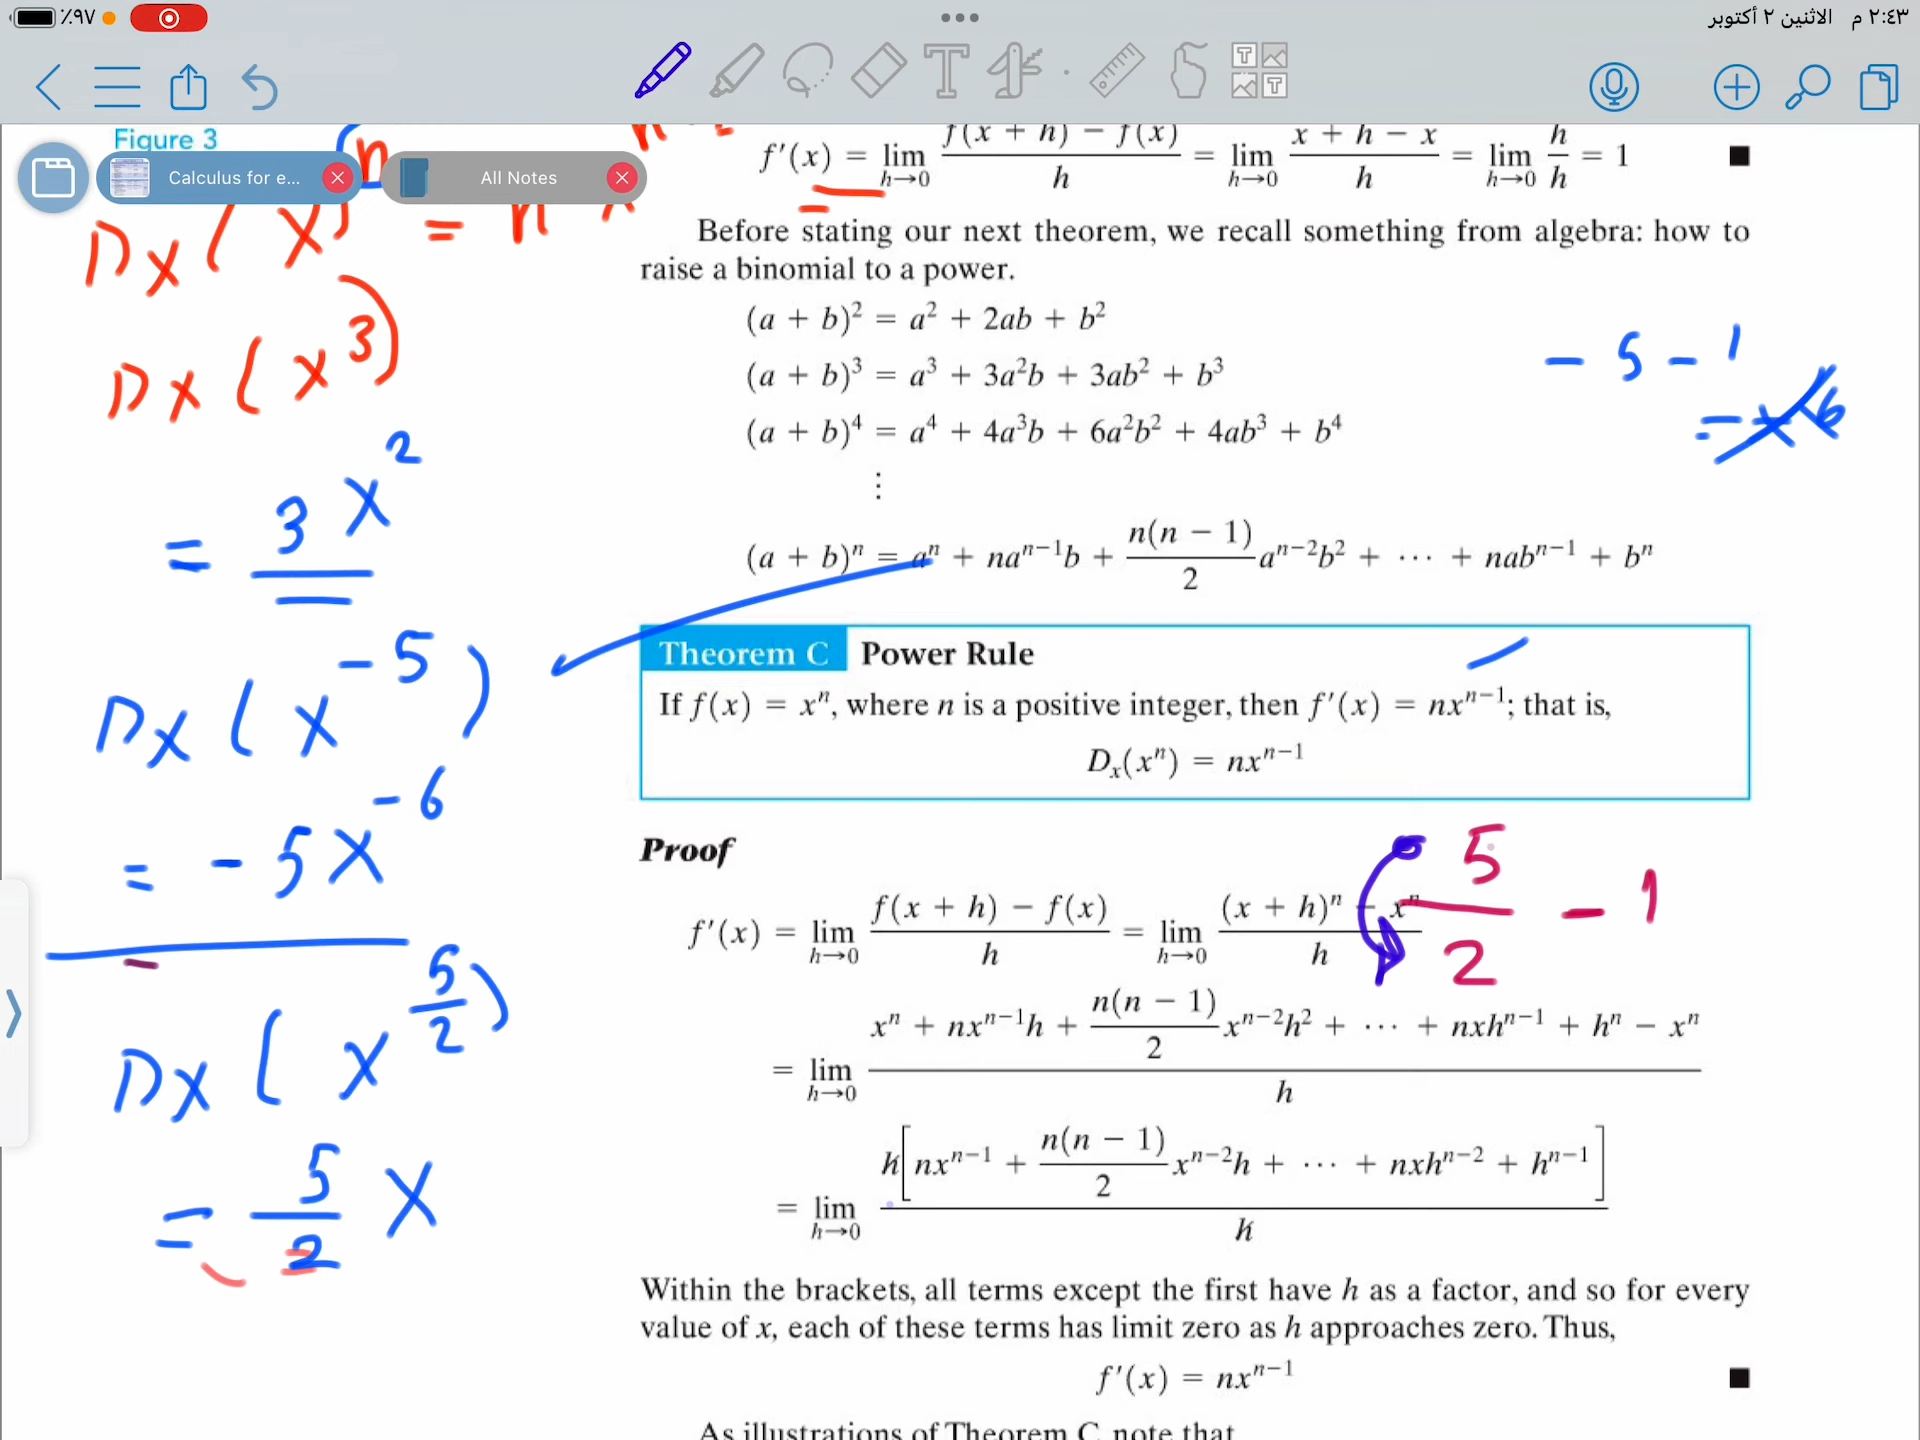 ٪٩٧
٢:٤٣ م الاثنين ٢ أكتوبر
Figure 3
Calculus for e...
All Notes
f'(x) = lim h→0 (f(x + h) − f(x))/h = lim h→0 (x + h − x)/h = lim h→0 h/h = 1 ■
Before stating our next theorem, we recall something from algebra: how to
raise a binomial to a power.
(a + b)² = a² + 2ab + b²
(a + b)³ = a³ + 3a²b + 3ab² + b³
(a + b)⁴ = a⁴ + 4a³b + 6a²b² + 4ab³ + b⁴
⋮
(a + b)ⁿ = aⁿ + naⁿ⁻¹b + (n(n − 1)/2)aⁿ⁻²b² + ⋯ + nabⁿ⁻¹ + bⁿ
Theorem C Power Rule
If f(x) = xⁿ, where n is a positive integer, then f'(x) = nxⁿ⁻¹; that is,
Dₓ(xⁿ) = nxⁿ⁻¹
Proof
f'(x) = lim h→0 (f(x + h) − f(x))/h = lim h→0 ((x + h)ⁿ − xⁿ)/h
= lim h→0 (xⁿ + nxⁿ⁻¹h + (n(n − 1)/2)xⁿ⁻²h² + ⋯ + nxhⁿ⁻¹ + hⁿ − xⁿ)/h
= lim h→0 h[nxⁿ⁻¹ + (n(n − 1)/2)xⁿ⁻²h + ⋯ + nxhⁿ⁻² + hⁿ⁻¹]/h
Within the brackets, all terms except the first have h as a factor, and so for every
value of x, each of these terms has limit zero as h approaches zero. Thus,
f'(x) = nxⁿ⁻¹ ■
As illustrations of Theorem C, note that
Dx(x³)
= 3x²
Dx(x⁻⁵)
= -5x⁻⁶
Dx(x^(5/2))
= 5/2 x
- 5 - 1
5/2 - 1